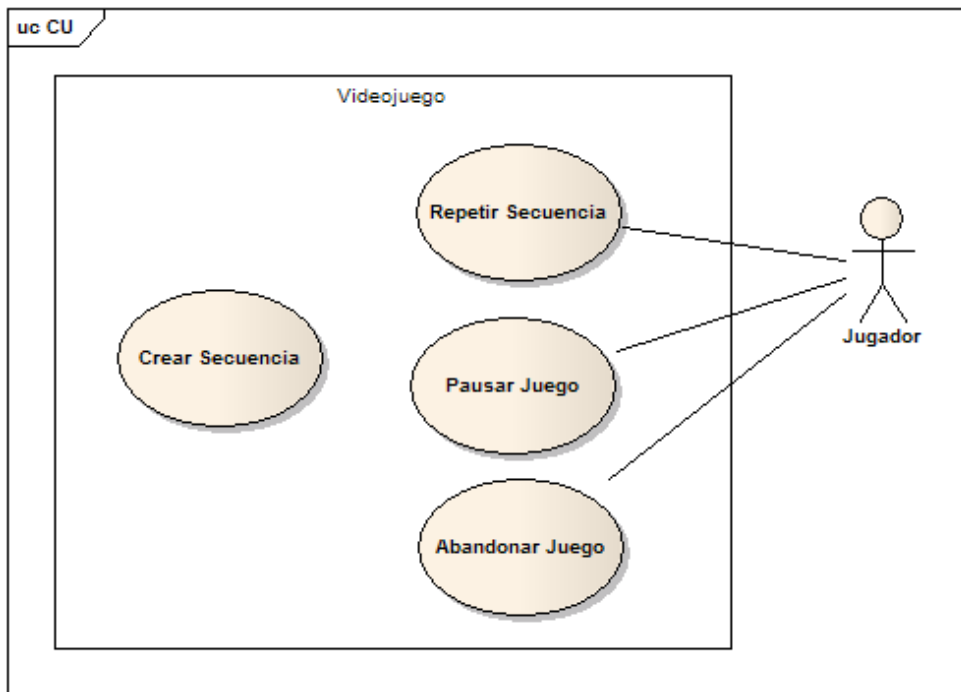 uc CU
Videojuego
Repetir Secuencia
Crear Secuencia
Jugador
Pausar Juego
Abandonar Juego